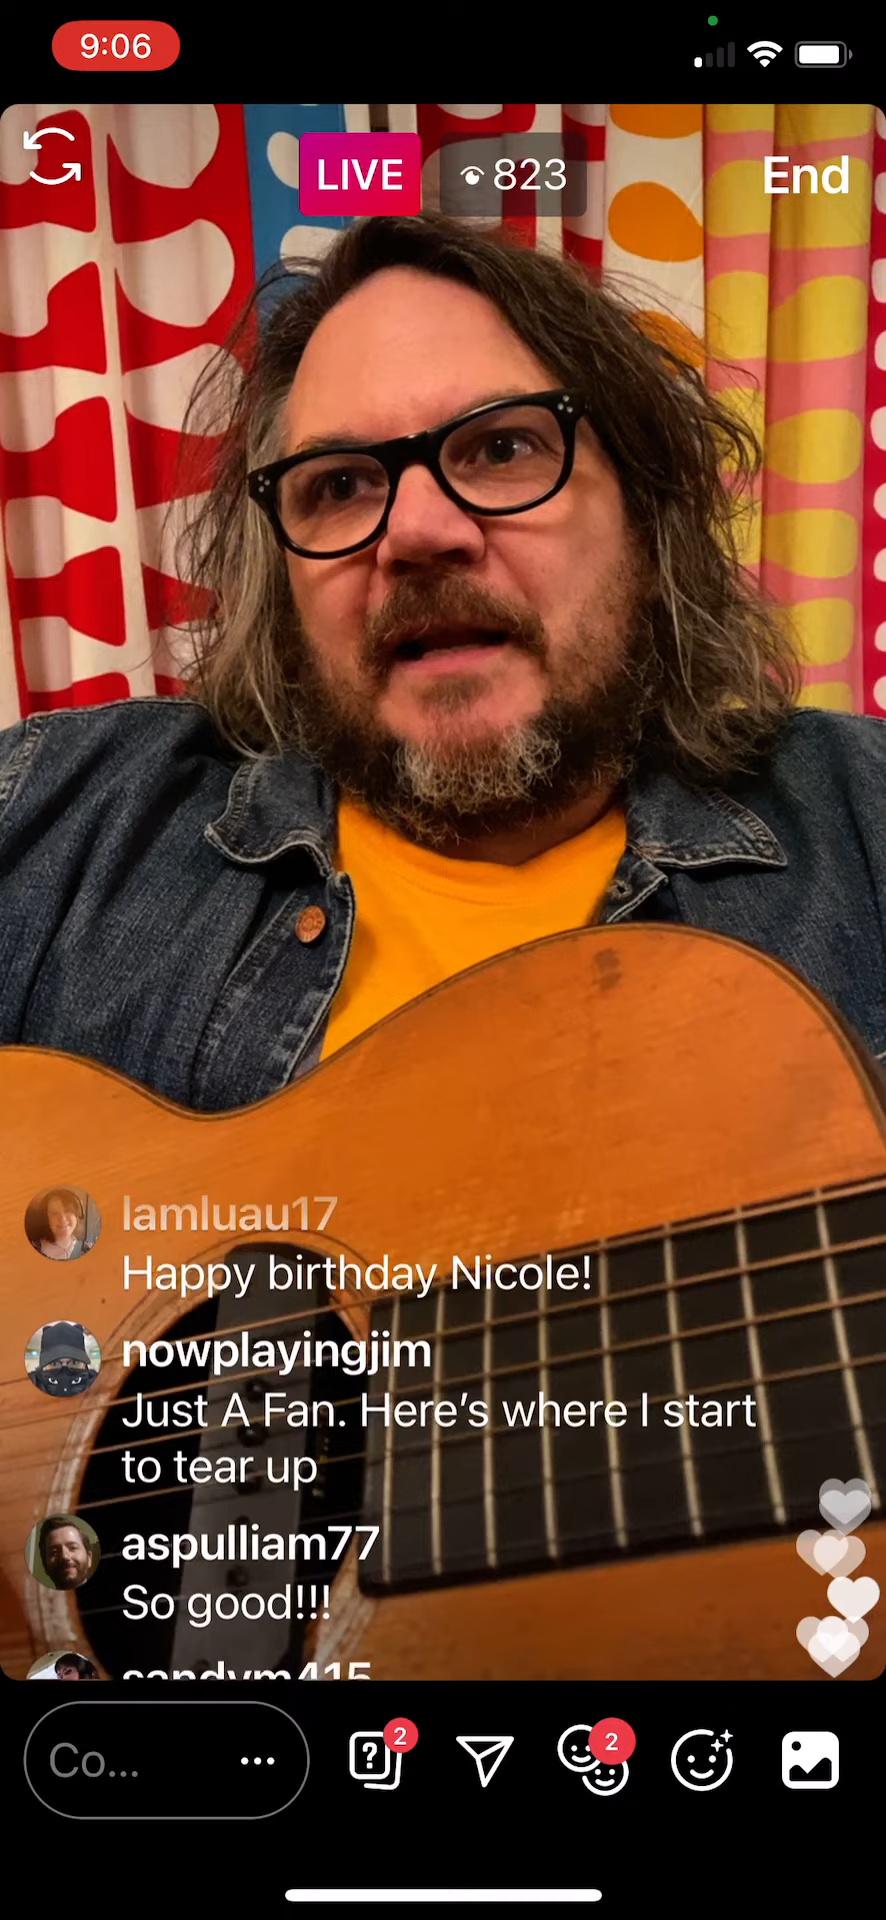 9:06
LIVE 823 End
lamluau17
Happy birthday Nicole!
nowplayingjim
Just A Fan. Here’s where I start
to tear up
aspulliam77
So good!!!
sandym415
Co...
2
2